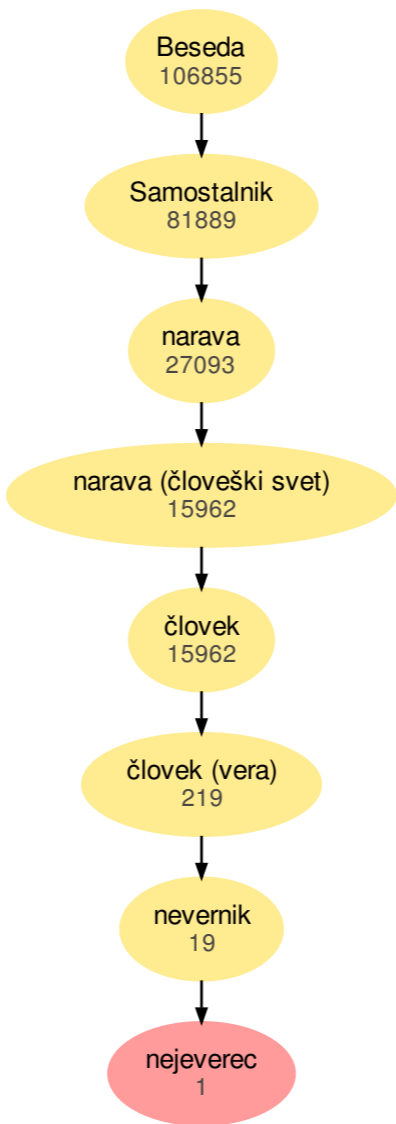 Beseda
106855
Samostalnik
81889
narava
27093
narava (človeški svet)
15962
človek
15962
človek (vera)
219
nevernik
19
nejeverec
1